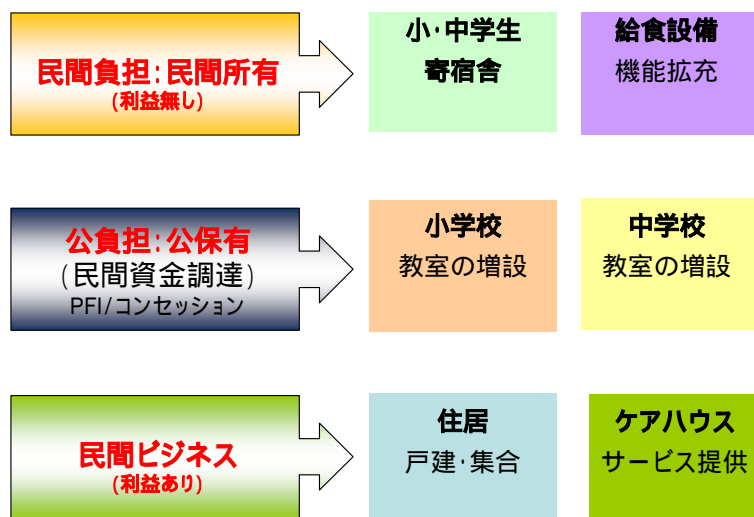 民間負担:民間所有
(利益無し)
小・中学生
寄宿舎
給食設備
機能拡充
公負担:公保有
(民間資金調達)
PFI/コンセッション
小学校
教室の増設
中学校
教室の増設
民間ビジネス
(利益あり)
住居
戸建・集合
ケアハウス
サービス提供